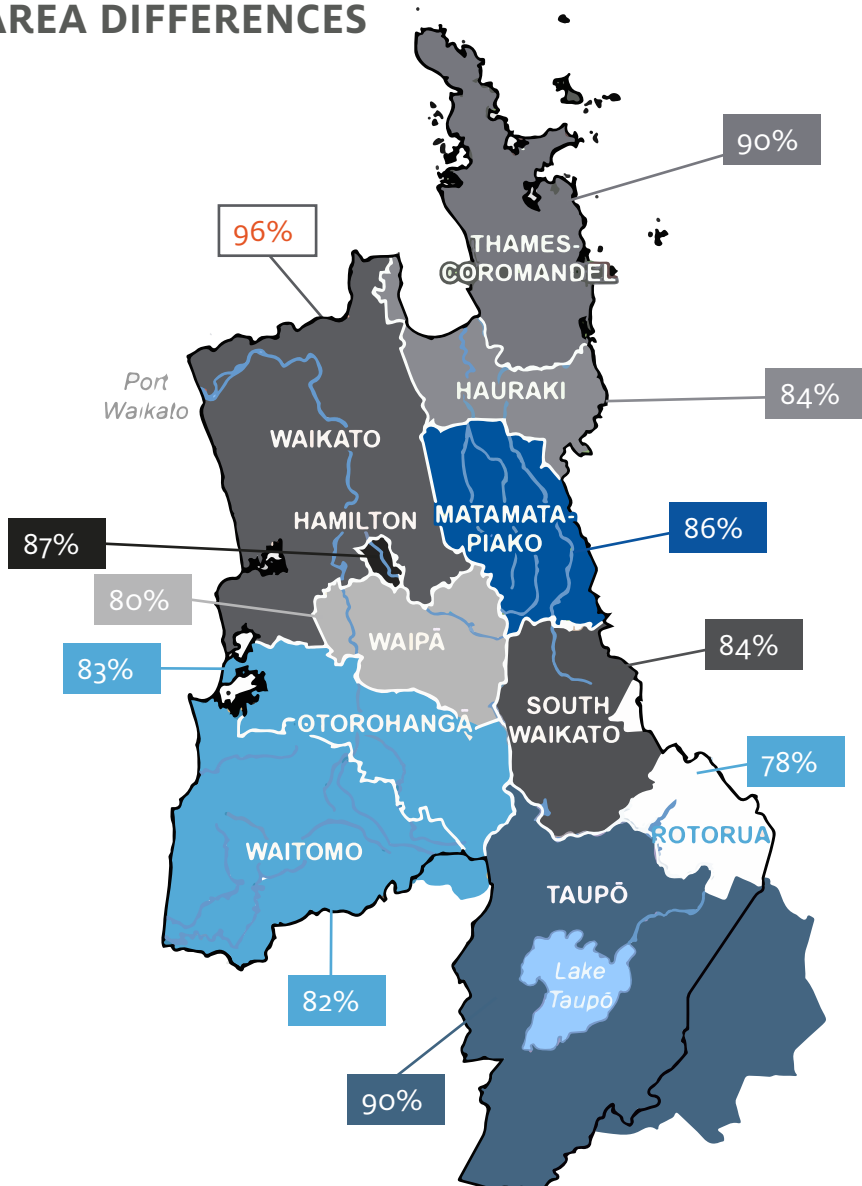 AREA DIFFERENCES
90%
96%
THAMES-
COROMANDEL
Port
Waikato
HAURAKI
84%
WAIKATO
HAMILTON
MATAMATA-
PIAKO
86%
87%
80%
WAIPĀ
83%
84%
SOUTH
WAIKATO
OTOROHANGĀ
78%
ROTORUA
WAITOMO
TAUPŌ
Lake
Taupō
82%
90%